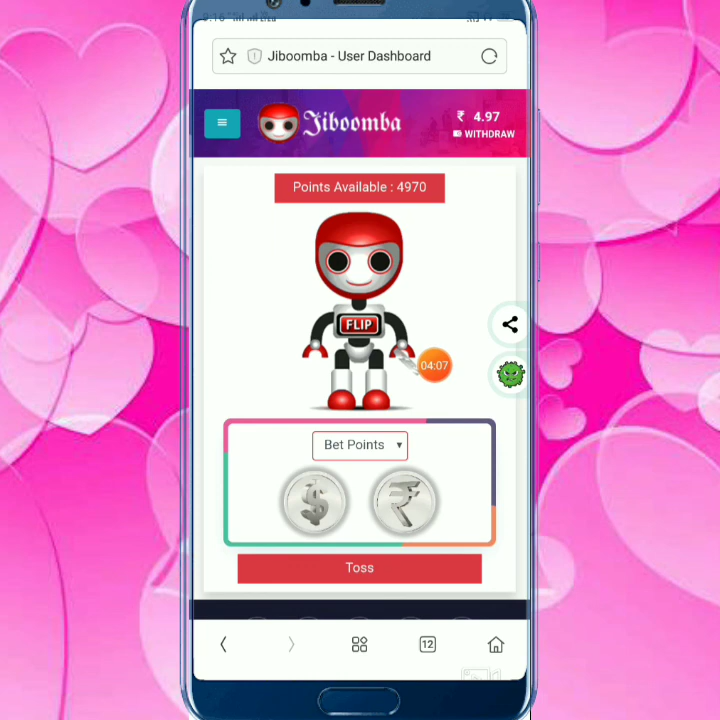 Jiboomba - User Dashboard
Jiboomba
₹ 4.97
WITHDRAW
Points Available : 4970
FLIP
04:07
Bet Points
$ ₹
Toss
12